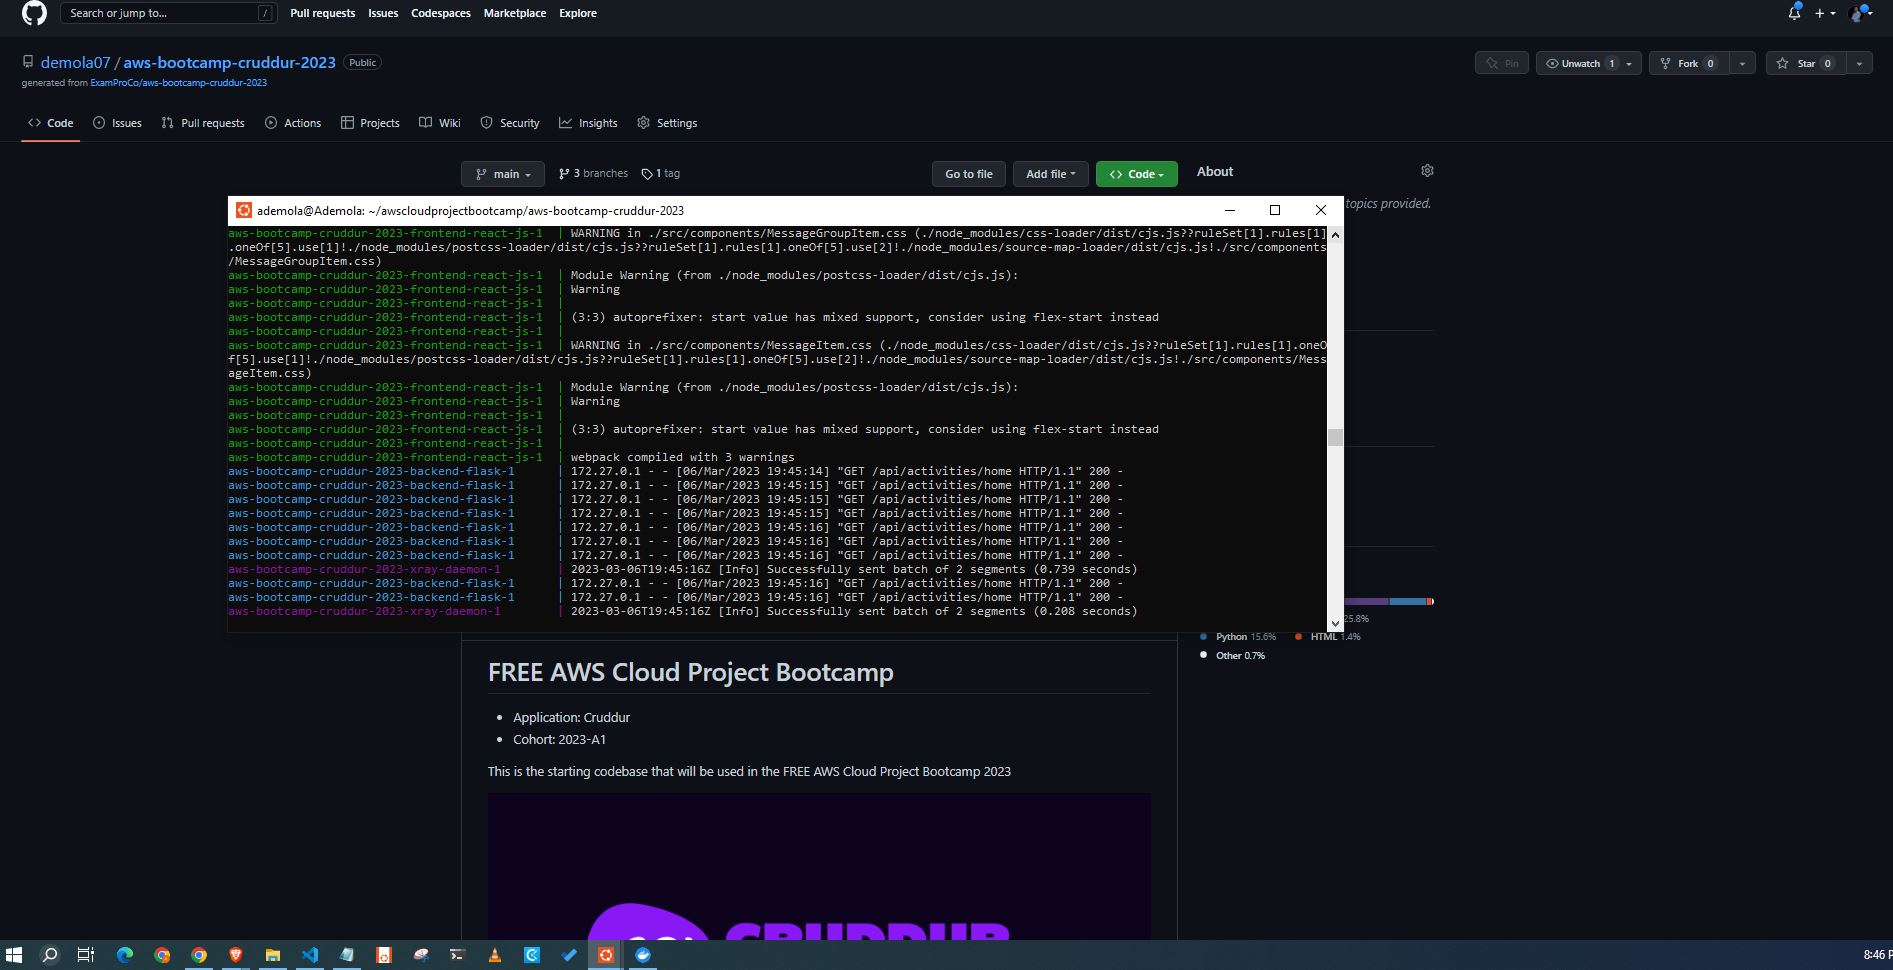 Search or jump to... /
Pull requests Issues Codespaces Marketplace Explore
demola07 / aws-bootcamp-cruddur-2023 Public
generated from ExamProCo/aws-bootcamp-cruddur-2023
Pin Unwatch 1 Fork 0 Star 0
Code Issues Pull requests Actions Projects Wiki Security Insights Settings
main 3 branches 1 tag Go to file Add file Code About
topics provided.
ademola@Ademola: ~/awscloudprojectbootcamp/aws-bootcamp-cruddur-2023
aws-bootcamp-cruddur-2023-frontend-react-js-1 | WARNING in ./src/components/MessageGroupItem.css (./node_modules/css-loader/dist/cjs.js??ruleSet[1].rules[1]
.oneOf[5].use[1]!./node_modules/postcss-loader/dist/cjs.js??ruleSet[1].rules[1].oneOf[5].use[2]!./node_modules/source-map-loader/dist/cjs.js!./src/components
/MessageGroupItem.css)
aws-bootcamp-cruddur-2023-frontend-react-js-1 | Module Warning (from ./node_modules/postcss-loader/dist/cjs.js):
aws-bootcamp-cruddur-2023-frontend-react-js-1 | Warning
aws-bootcamp-cruddur-2023-frontend-react-js-1 |
aws-bootcamp-cruddur-2023-frontend-react-js-1 | (3:3) autoprefixer: start value has mixed support, consider using flex-start instead
aws-bootcamp-cruddur-2023-frontend-react-js-1 |
aws-bootcamp-cruddur-2023-frontend-react-js-1 | WARNING in ./src/components/MessageItem.css (./node_modules/css-loader/dist/cjs.js??ruleSet[1].rules[1].oneO
f[5].use[1]!./node_modules/postcss-loader/dist/cjs.js??ruleSet[1].rules[1].oneOf[5].use[2]!./node_modules/source-map-loader/dist/cjs.js!./src/components/Mess
ageItem.css)
aws-bootcamp-cruddur-2023-frontend-react-js-1 | Module Warning (from ./node_modules/postcss-loader/dist/cjs.js):
aws-bootcamp-cruddur-2023-frontend-react-js-1 | Warning
aws-bootcamp-cruddur-2023-frontend-react-js-1 |
aws-bootcamp-cruddur-2023-frontend-react-js-1 | (3:3) autoprefixer: start value has mixed support, consider using flex-start instead
aws-bootcamp-cruddur-2023-frontend-react-js-1 |
aws-bootcamp-cruddur-2023-frontend-react-js-1 | webpack compiled with 3 warnings
aws-bootcamp-cruddur-2023-backend-flask-1 | 172.27.0.1 - - [06/Mar/2023 19:45:14] "GET /api/activities/home HTTP/1.1" 200 -
aws-bootcamp-cruddur-2023-backend-flask-1 | 172.27.0.1 - - [06/Mar/2023 19:45:15] "GET /api/activities/home HTTP/1.1" 200 -
aws-bootcamp-cruddur-2023-backend-flask-1 | 172.27.0.1 - - [06/Mar/2023 19:45:15] "GET /api/activities/home HTTP/1.1" 200 -
aws-bootcamp-cruddur-2023-backend-flask-1 | 172.27.0.1 - - [06/Mar/2023 19:45:15] "GET /api/activities/home HTTP/1.1" 200 -
aws-bootcamp-cruddur-2023-backend-flask-1 | 172.27.0.1 - - [06/Mar/2023 19:45:16] "GET /api/activities/home HTTP/1.1" 200 -
aws-bootcamp-cruddur-2023-backend-flask-1 | 172.27.0.1 - - [06/Mar/2023 19:45:16] "GET /api/activities/home HTTP/1.1" 200 -
aws-bootcamp-cruddur-2023-backend-flask-1 | 172.27.0.1 - - [06/Mar/2023 19:45:16] "GET /api/activities/home HTTP/1.1" 200 -
aws-bootcamp-cruddur-2023-xray-daemon-1 | 2023-03-06T19:45:16Z [Info] Successfully sent batch of 2 segments (0.739 seconds)
aws-bootcamp-cruddur-2023-backend-flask-1 | 172.27.0.1 - - [06/Mar/2023 19:45:16] "GET /api/activities/home HTTP/1.1" 200 -
aws-bootcamp-cruddur-2023-backend-flask-1 | 172.27.0.1 - - [06/Mar/2023 19:45:16] "GET /api/activities/home HTTP/1.1" 200 -
aws-bootcamp-cruddur-2023-xray-daemon-1 | 2023-03-06T19:45:16Z [Info] Successfully sent batch of 2 segments (0.208 seconds)
25.8%
Python 15.6% HTML 1.4%
Other 0.7%
FREE AWS Cloud Project Bootcamp
Application: Cruddur
Cohort: 2023-A1
This is the starting codebase that will be used in the FREE AWS Cloud Project Bootcamp 2023
CRUDDUR
8:46 P